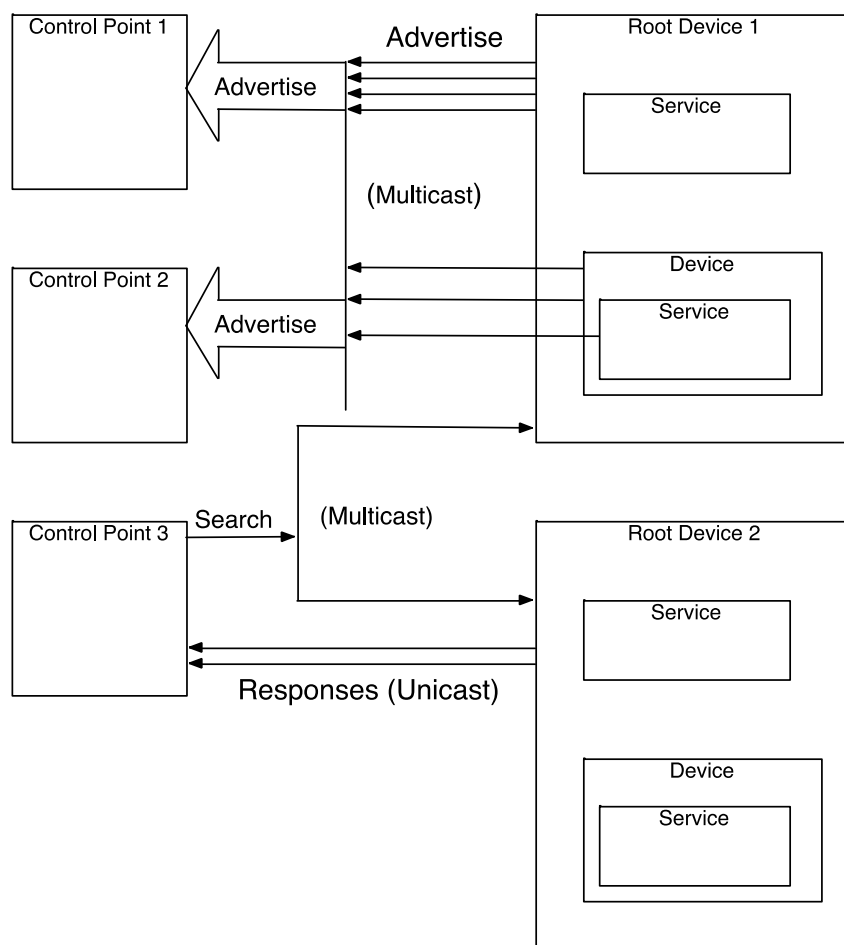 Control Point 1
Advertise
Root Device 1
Advertise
Service
(Multicast)
Control Point 2
Device
Service
Advertise
Control Point 3
Search
(Multicast)
Root Device 2
Service
Responses (Unicast)
Device
Service